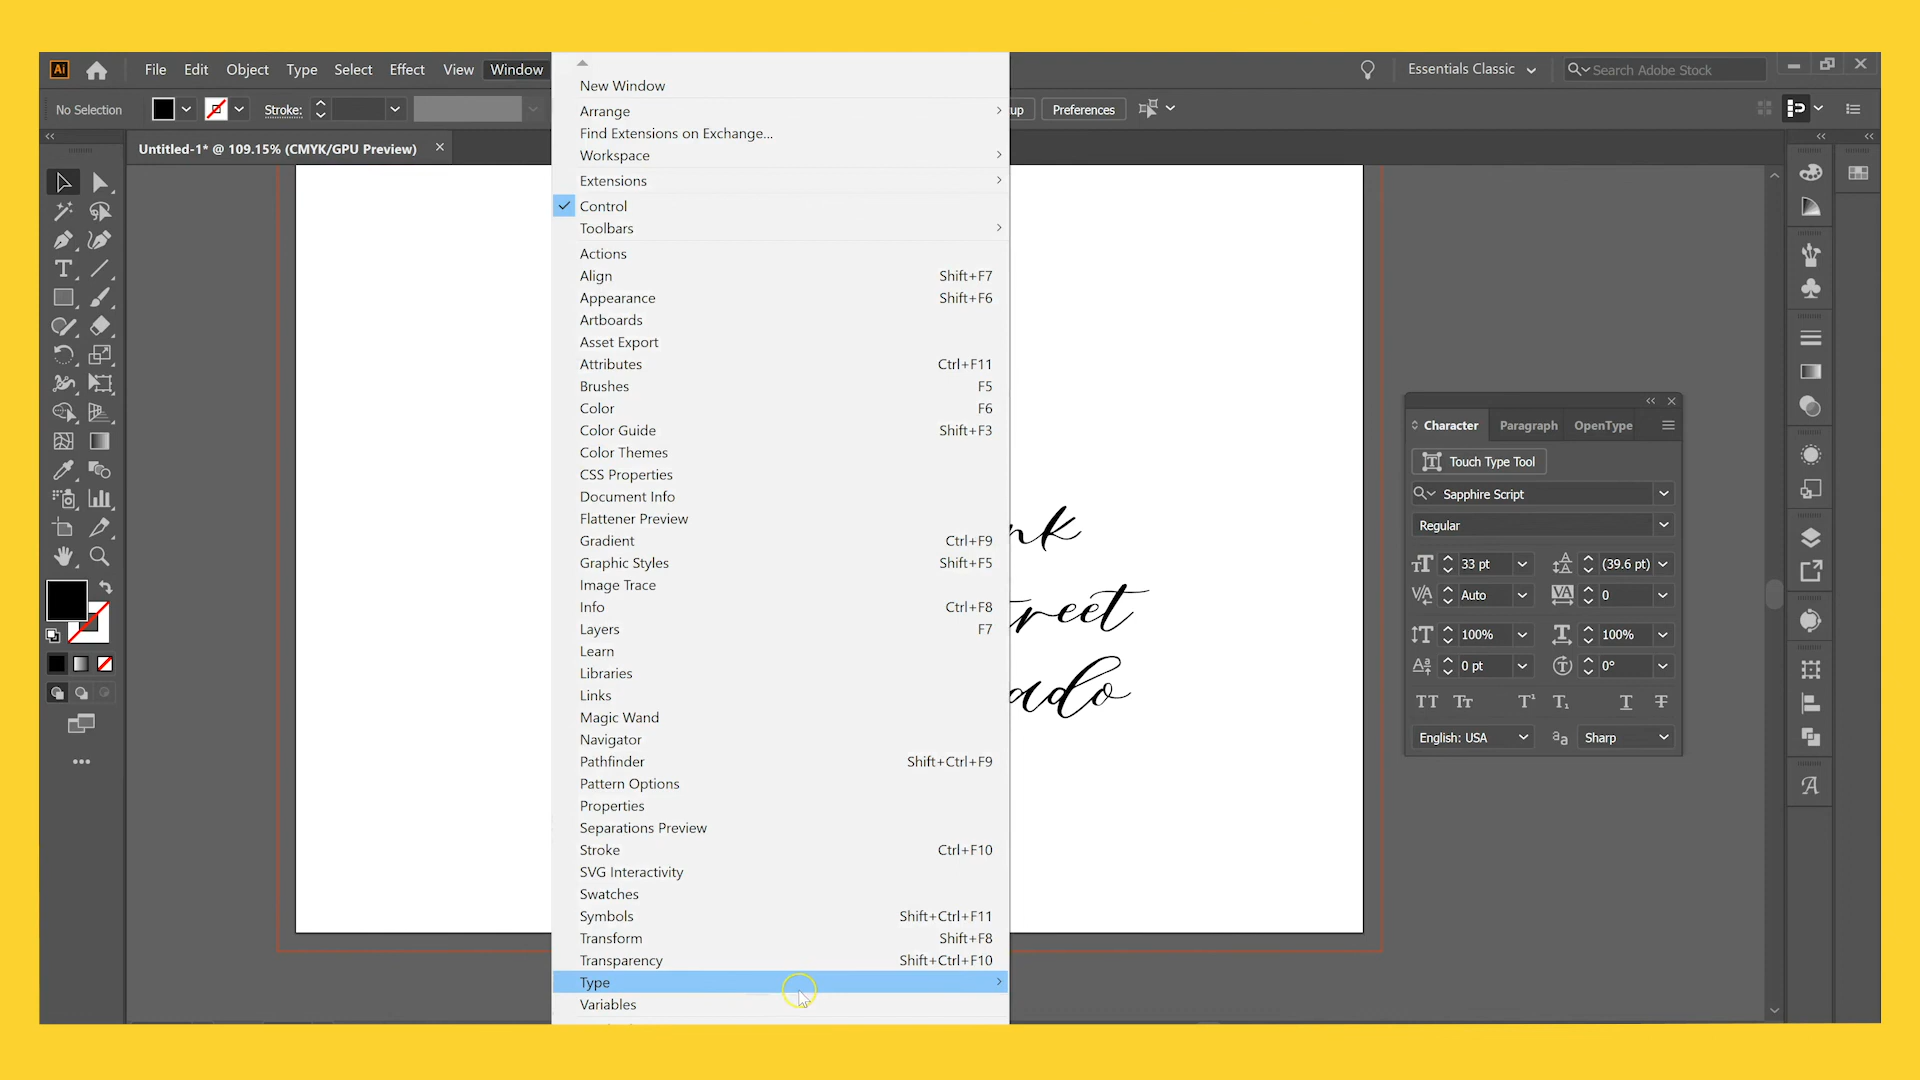 Ai File Edit Object Type Select Effect View Window Essentials Classic Search Adobe Stock
No Selection Stroke: up Preferences
Untitled-1* @ 109.15% (CMYK/GPU Preview)
New Window
Arrange
Find Extensions on Exchange...
Workspace
Extensions
Control
Toolbars
Actions
Align Shift+F7
Appearance Shift+F6
Artboards
Asset Export
Attributes Ctrl+F11
Brushes F5
Color F6
Color Guide Shift+F3
Color Themes
CSS Properties
Document Info
Flattener Preview
Gradient Ctrl+F9
Graphic Styles Shift+F5
Image Trace
Info Ctrl+F8
Layers F7
Learn
Libraries
Links
Magic Wand
Navigator
Pathfinder Shift+Ctrl+F9
Pattern Options
Properties
Separations Preview
Stroke Ctrl+F10
SVG Interactivity
Swatches
Symbols Shift+Ctrl+F11
Transform Shift+F8
Transparency Shift+Ctrl+F10
Type
Variables
nk
reet
ado
Character Paragraph OpenType
Touch Type Tool
Sapphire Script
Regular
33 pt (39.6 pt)
Auto 0
100% 100%
0 pt 0°
English: USA Sharp